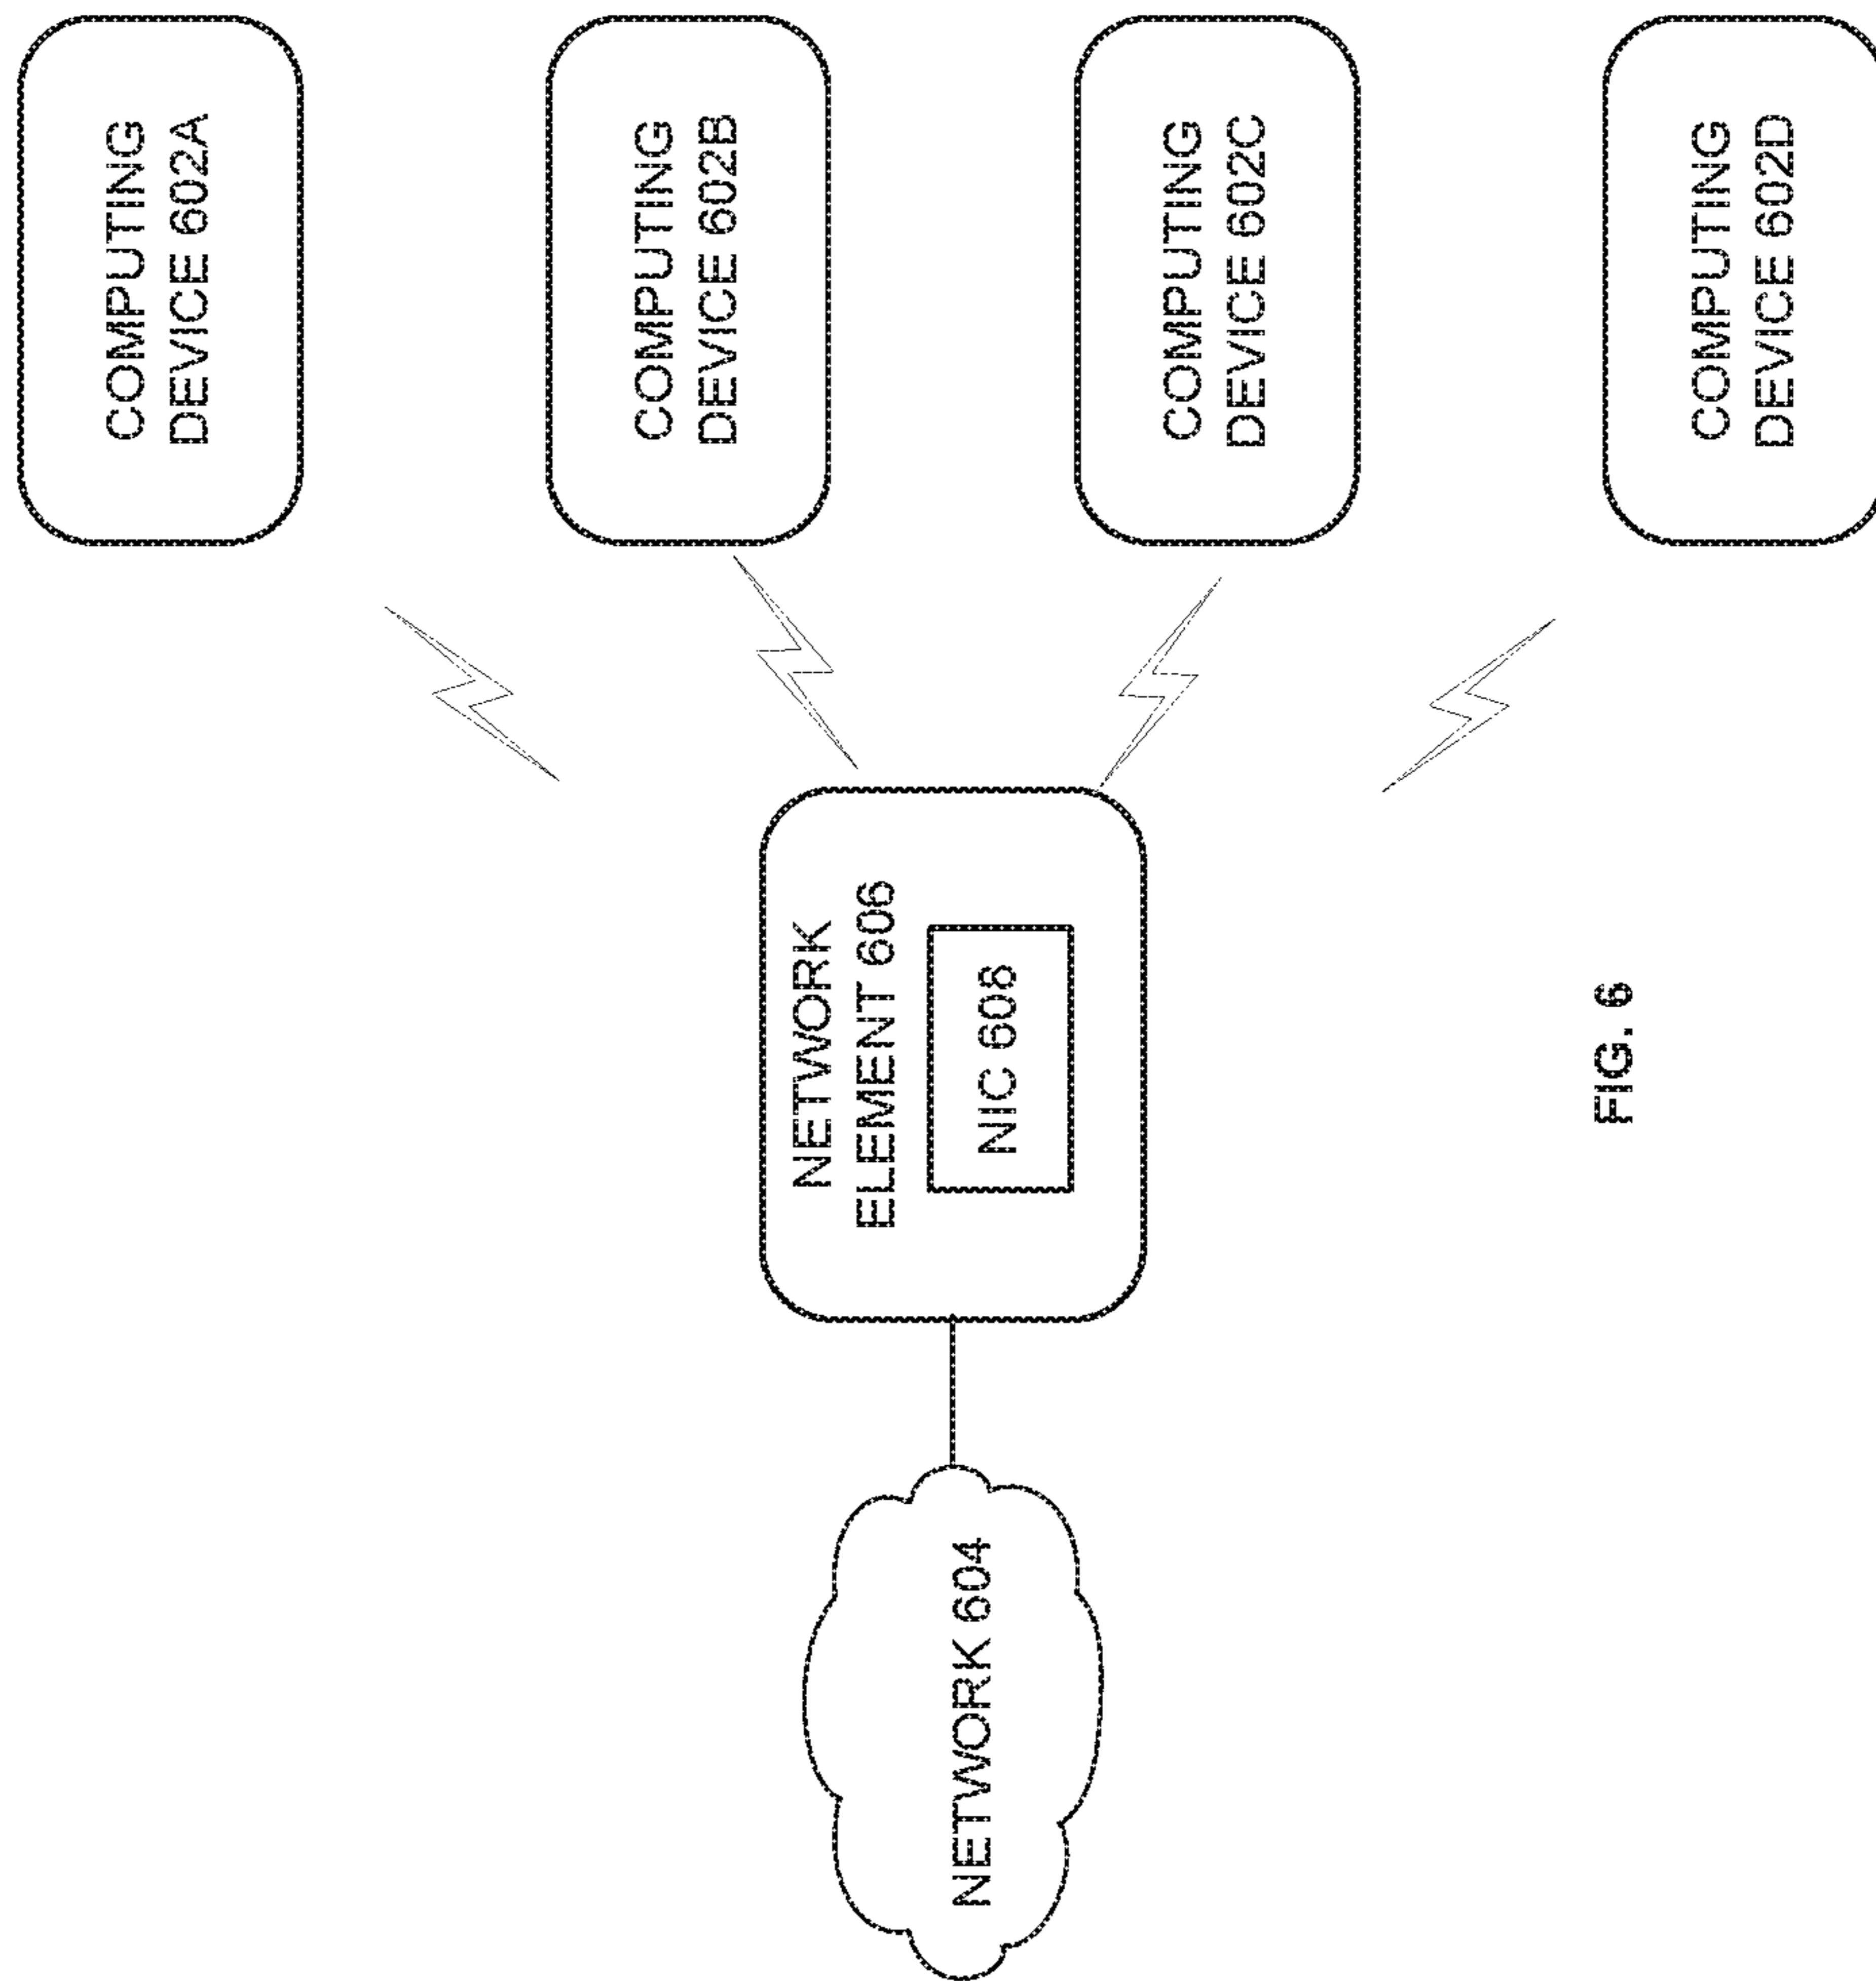 COMPUTING
DEVICE 602A
COMPUTING
DEVICE 602B
COMPUTING
DEVICE 602C
COMPUTING
DEVICE 602D
NETWORK
ELEMENT 606
NIC 608
NETWORK 604
FIG. 6